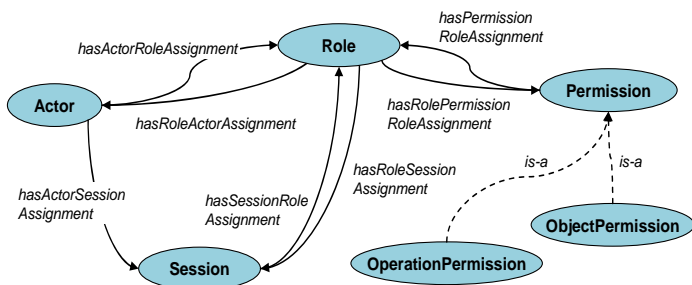 hasPermission
RoleAssignment
Role
hasActorRoleAssignment
Actor
Permission
hasRolePermission
RoleAssignment
hasRoleActorAssignment
is-a
is-a
hasRoleSession
Assignment
hasActorSession
Assignment
hasSessionRole
Assignment
ObjectPermission
Session
OperationPermission